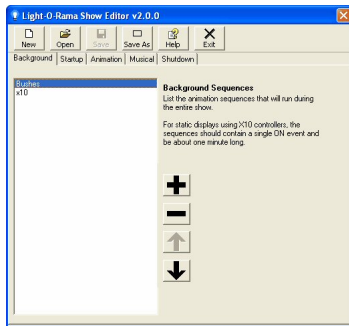 Light-O-Rama Show Editor v2.0.0
New Open Save Save As Help Exit
Background Startup Animation Musical Shutdown
Bushes
x10
Background Sequences
List the animation sequences that will run during
the entire show.
For static displays using X10 controllers, the
sequences should contain a single ON event and
be about one minute long.